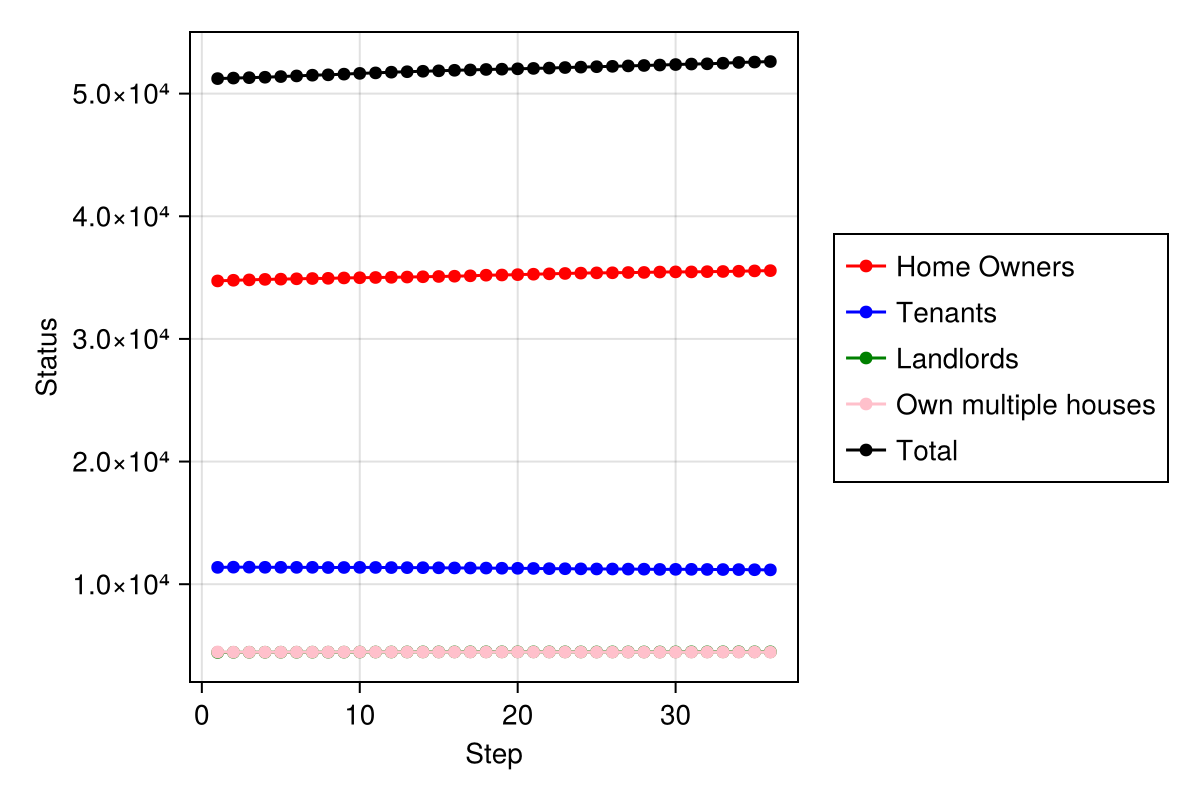 5.0×10⁴
4.0×10⁴
3.0×10⁴
2.0×10⁴
1.0×10⁴
Status
0 10 20 30
Step
Home Owners
Tenants
Landlords
Own multiple houses
Total